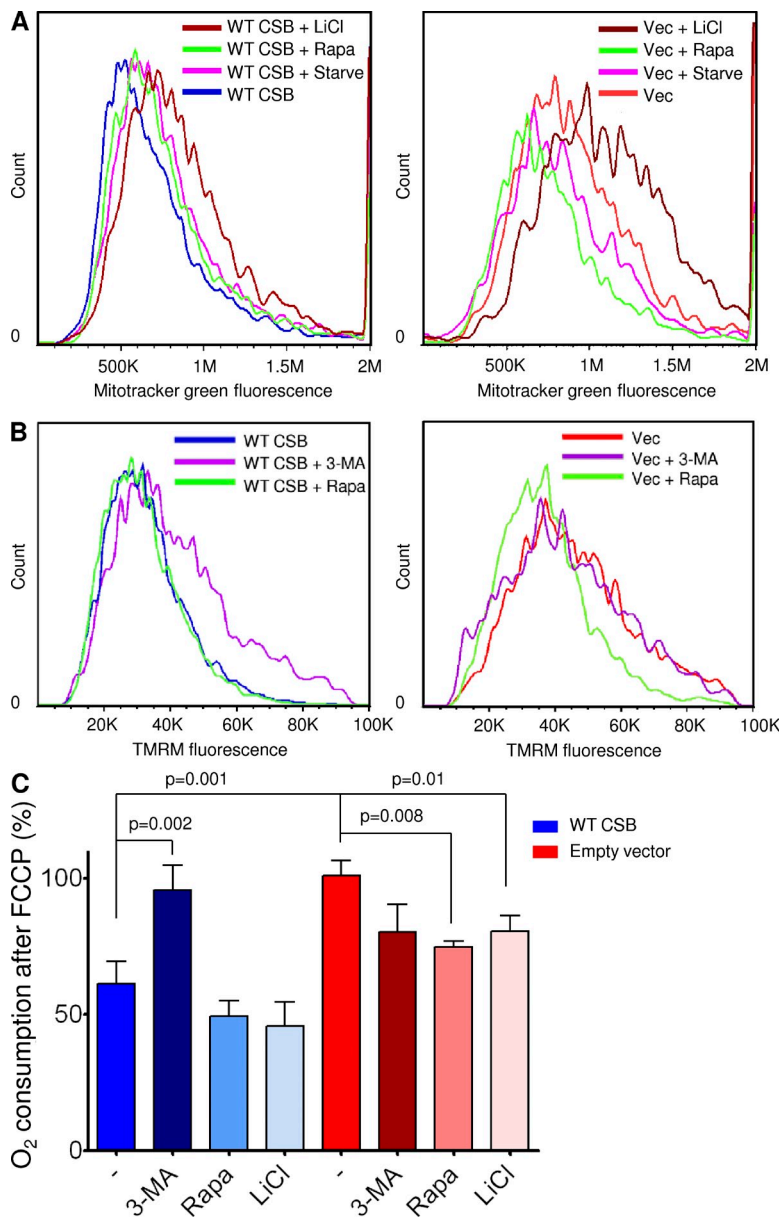 A
WT CSB + LiCl
WT CSB + Rapa
WT CSB + Starve
WT CSB
Count
0
500K 1M 1.5M 2M
Mitotracker green fluorescence
Vec + LiCl
Vec + Rapa
Vec + Starve
Vec
Count
0
500K 1M 1.5M 2M
Mitotracker green fluorescence
B
WT CSB
WT CSB + 3-MA
WT CSB + Rapa
Count
0
20K 40K 60K 80K 100K
TMRM fluorescence
Vec
Vec + 3-MA
Vec + Rapa
Count
0
20K 40K 60K 80K 100K
TMRM fluorescence
C
p=0.001 p=0.01
p=0.002 p=0.008
WT CSB
Empty vector
O₂ consumption after FCCP (%)
100
50
0
- 3-MA Rapa LiCl - 3-MA Rapa LiCl